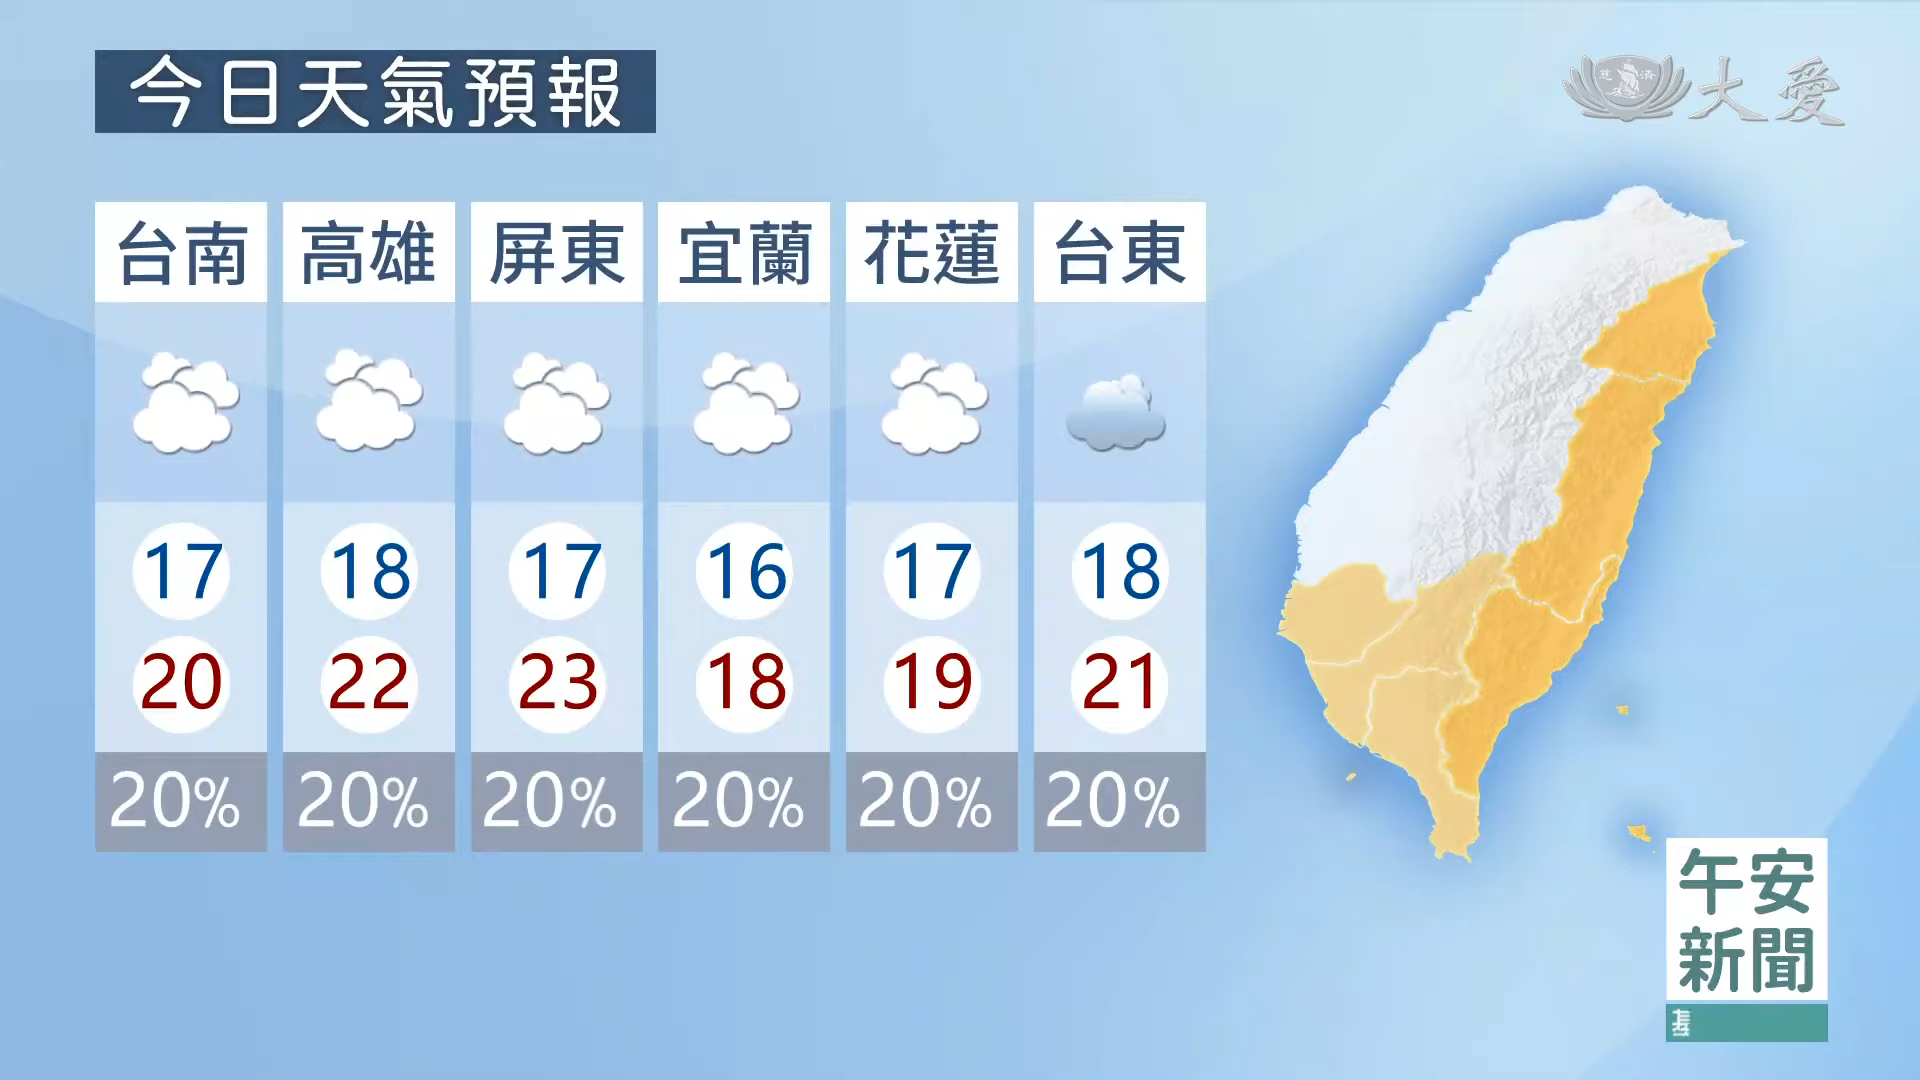 今日天氣預報
慈濟
大愛
台南 高雄 屏東 宜蘭 花蓮 台東
17 18 17 16 17 18
20 22 23 18 19 21
20% 20% 20% 20% 20% 20%
午安
新聞